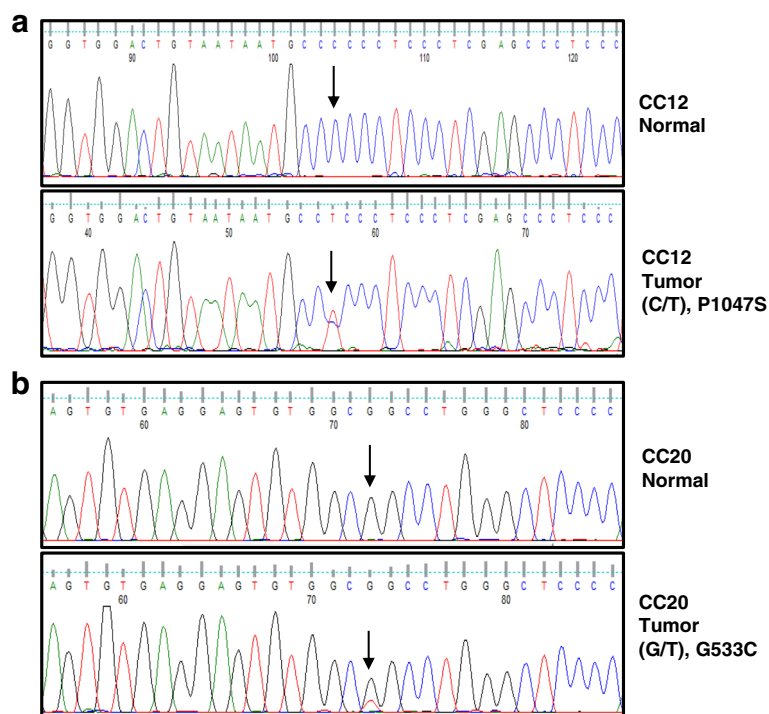 a
G G T G G A C T G T A A T A A T G C C C C C C T C C C T C G A G C C C T C C C
90 100 110 120
CC12
Normal
G G T G G A C T G T A A T A A T G C C T C C C T C C C T C G A G C C C T C C C
40 50 60 70
CC12
Tumor
(C/T), P1047S
b
A G T G T G A G G A G T G T G G C G G C C T G G G C T C C C C
60 70 80
CC20
Normal
A G T G T G A G G A G T G T G G C G G C C T G G G C T C C C C
60 70 80
CC20
Tumor
(G/T), G533C